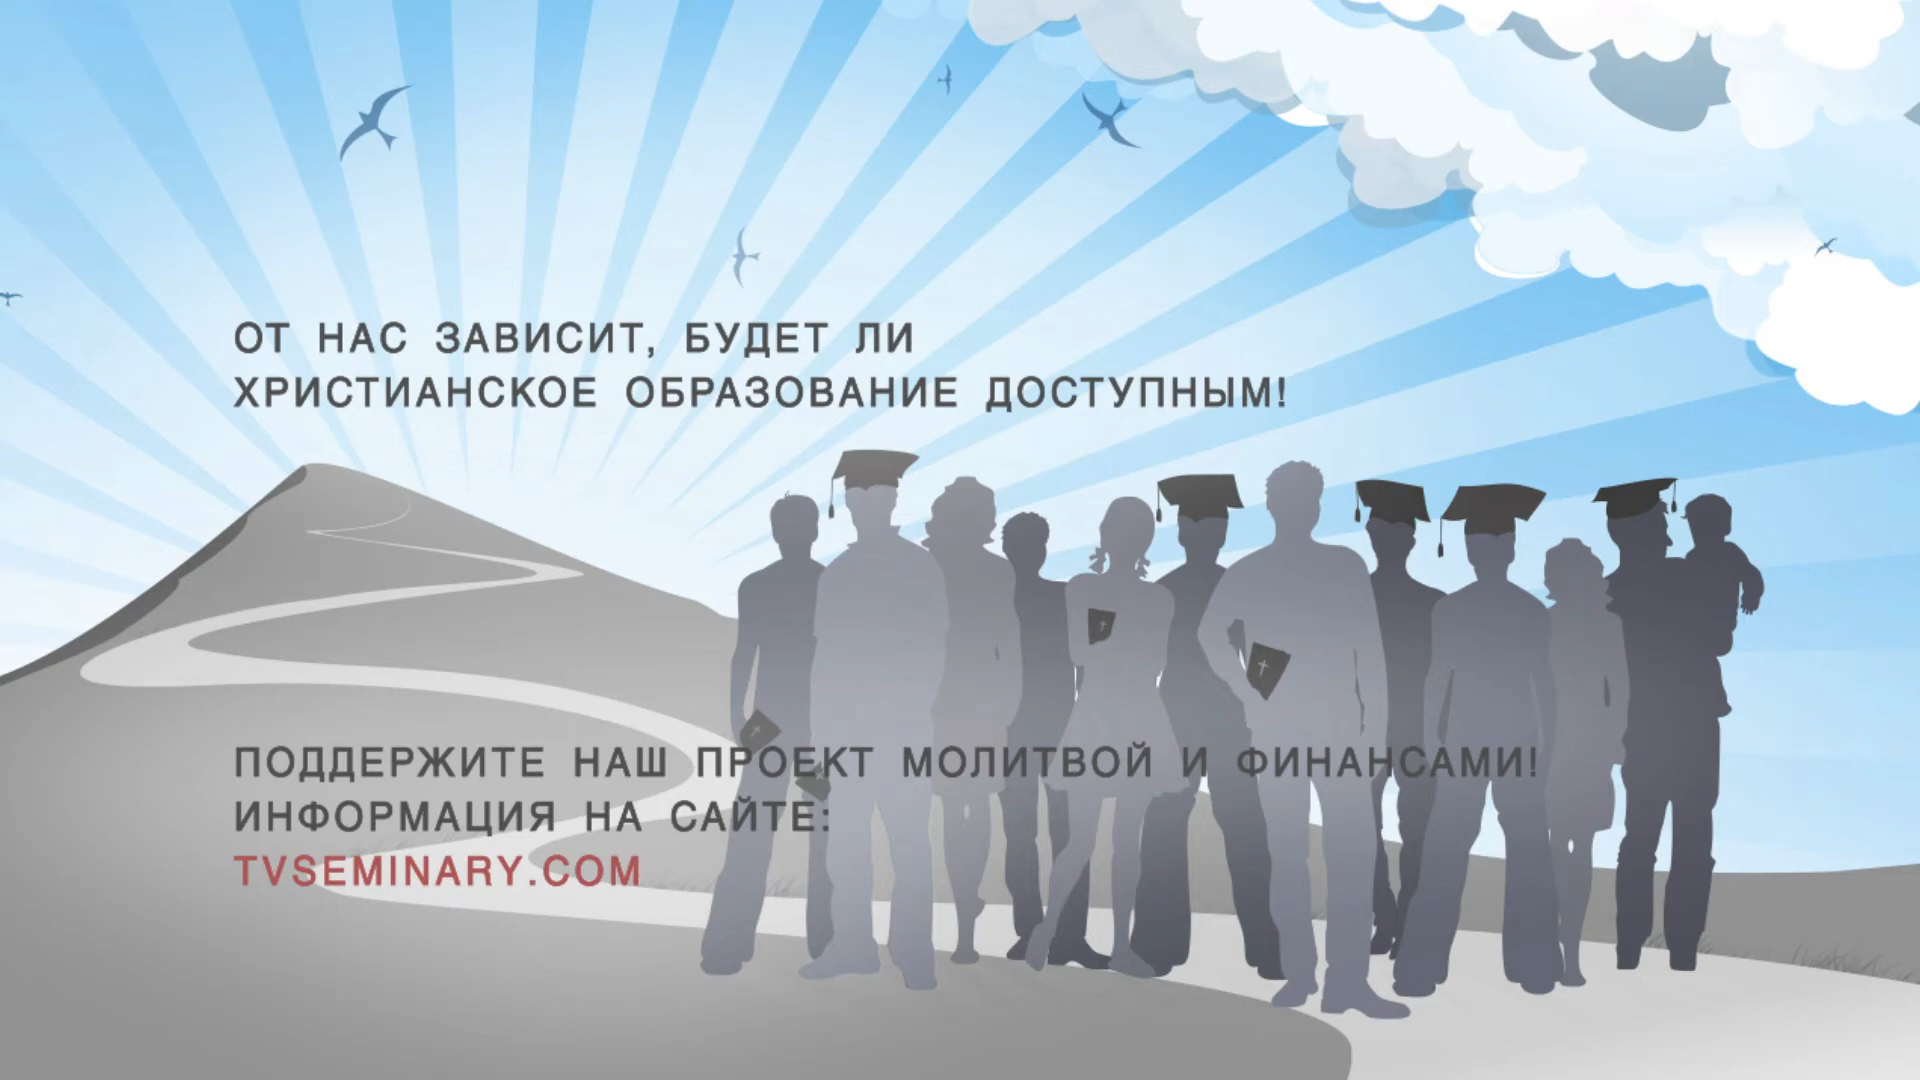 ОТ НАС ЗАВИСИТ, БУДЕТ ЛИ
ХРИСТИАНСКОЕ ОБРАЗОВАНИЕ ДОСТУПНЫМ!
ПОДДЕРЖИТЕ НАШ ПРОЕКТ МОЛИТВОЙ И ФИНАНСАМИ!
ИНФОРМАЦИЯ НА САЙТЕ:
TVSEMINARY.COM